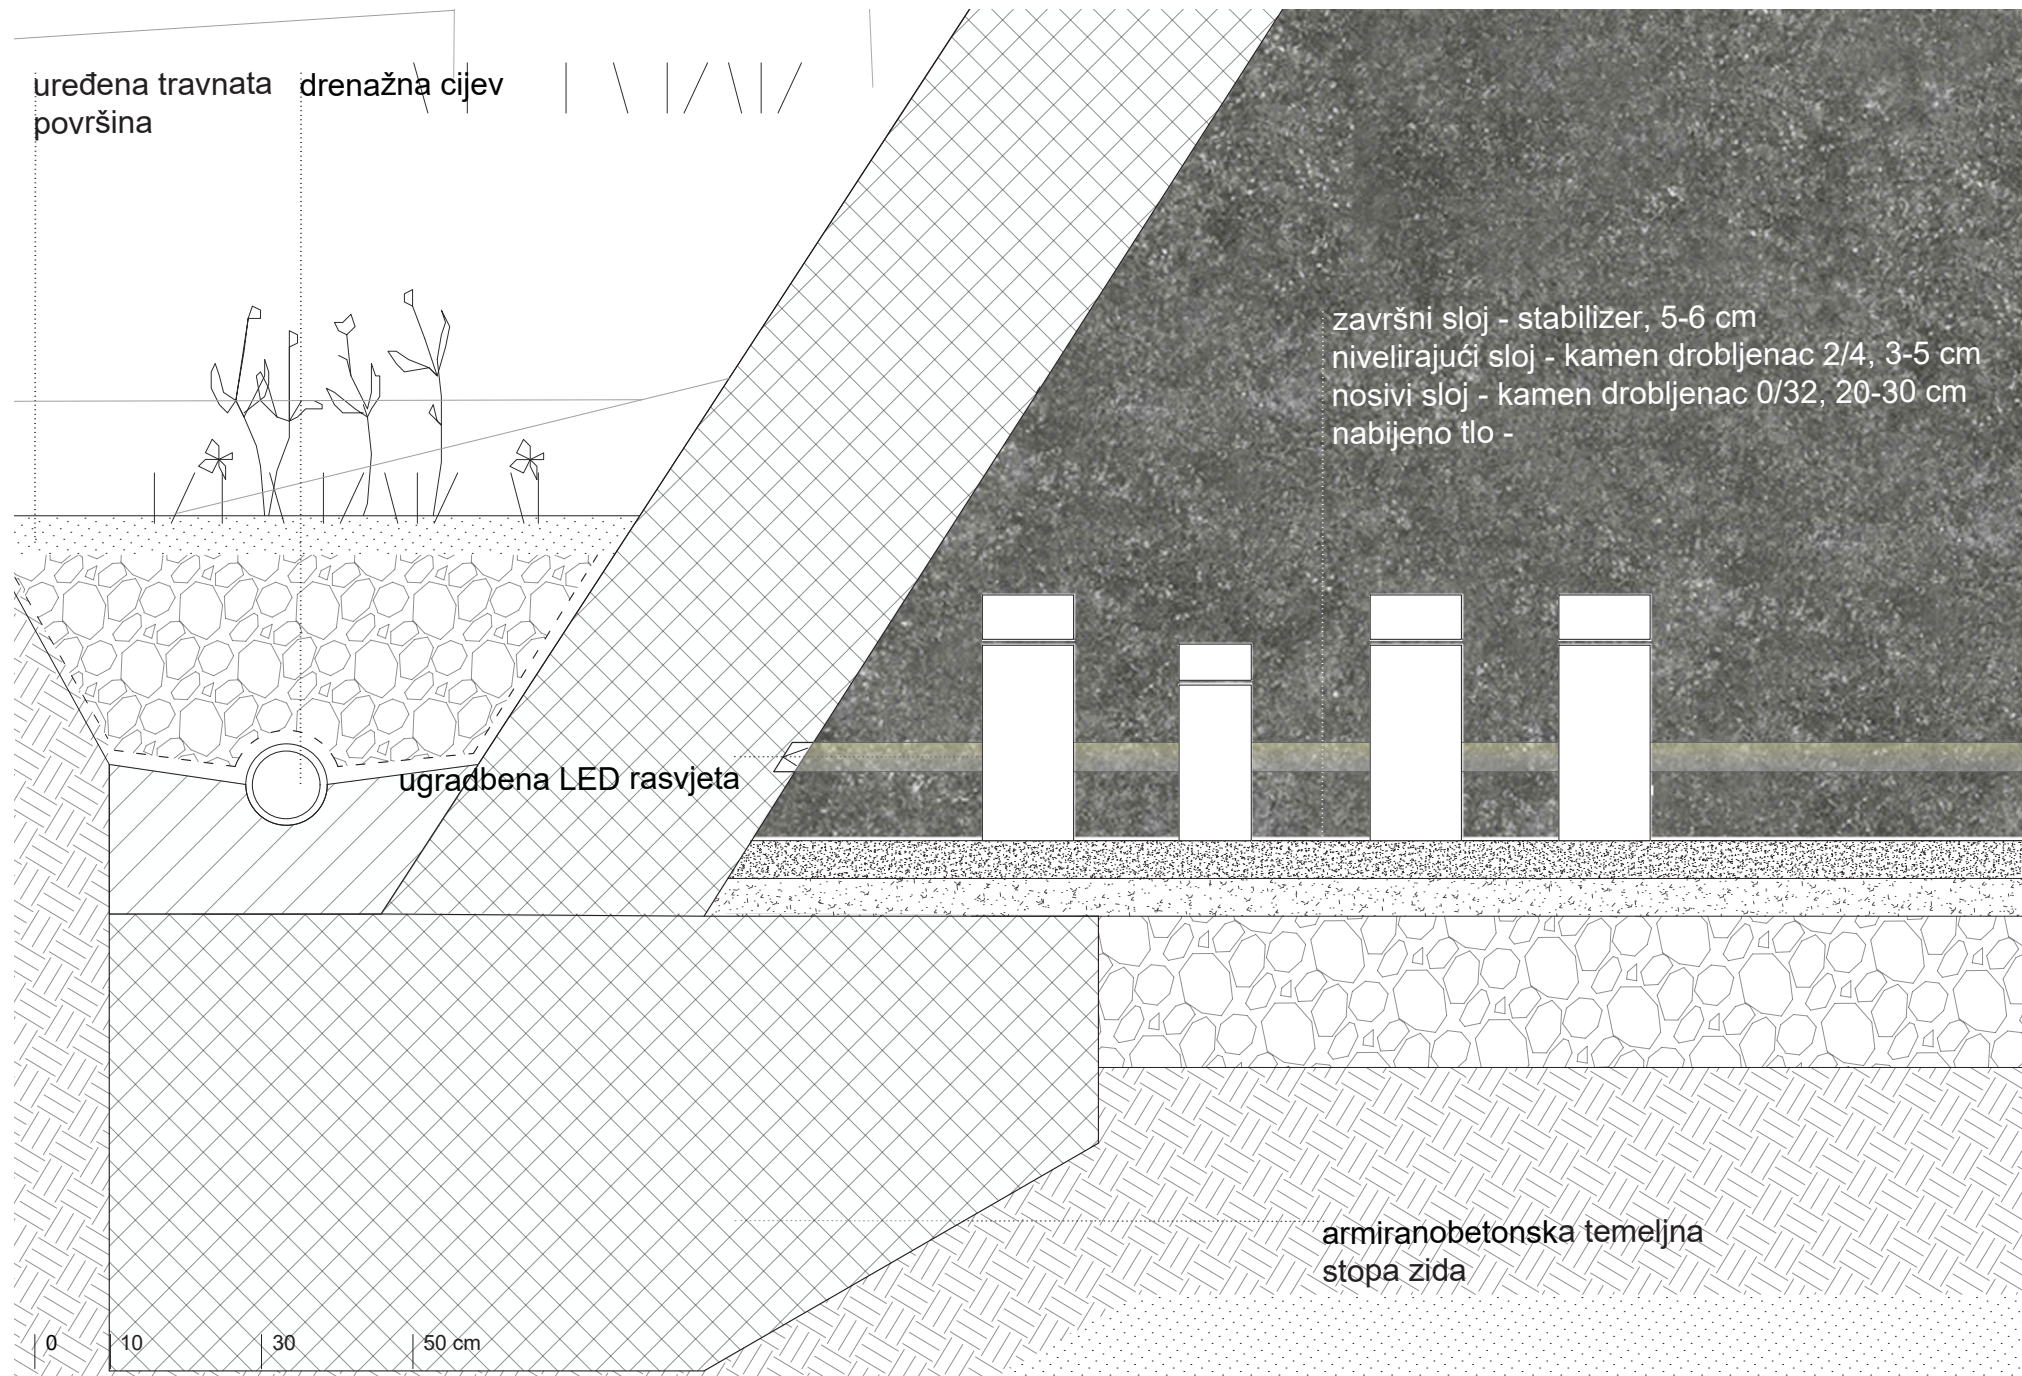 uređena travnata
površina
drenažna cijev
završni sloj - stabilizer, 5-6 cm
nivelirajući sloj - kamen drobljenac 2/4, 3-5 cm
nosivi sloj - kamen drobljenac 0/32, 20-30 cm
nabijeno tlo -
ugradbena LED rasvjeta
armiranobetonska temeljna
stopa zida
0 10 30 50 cm